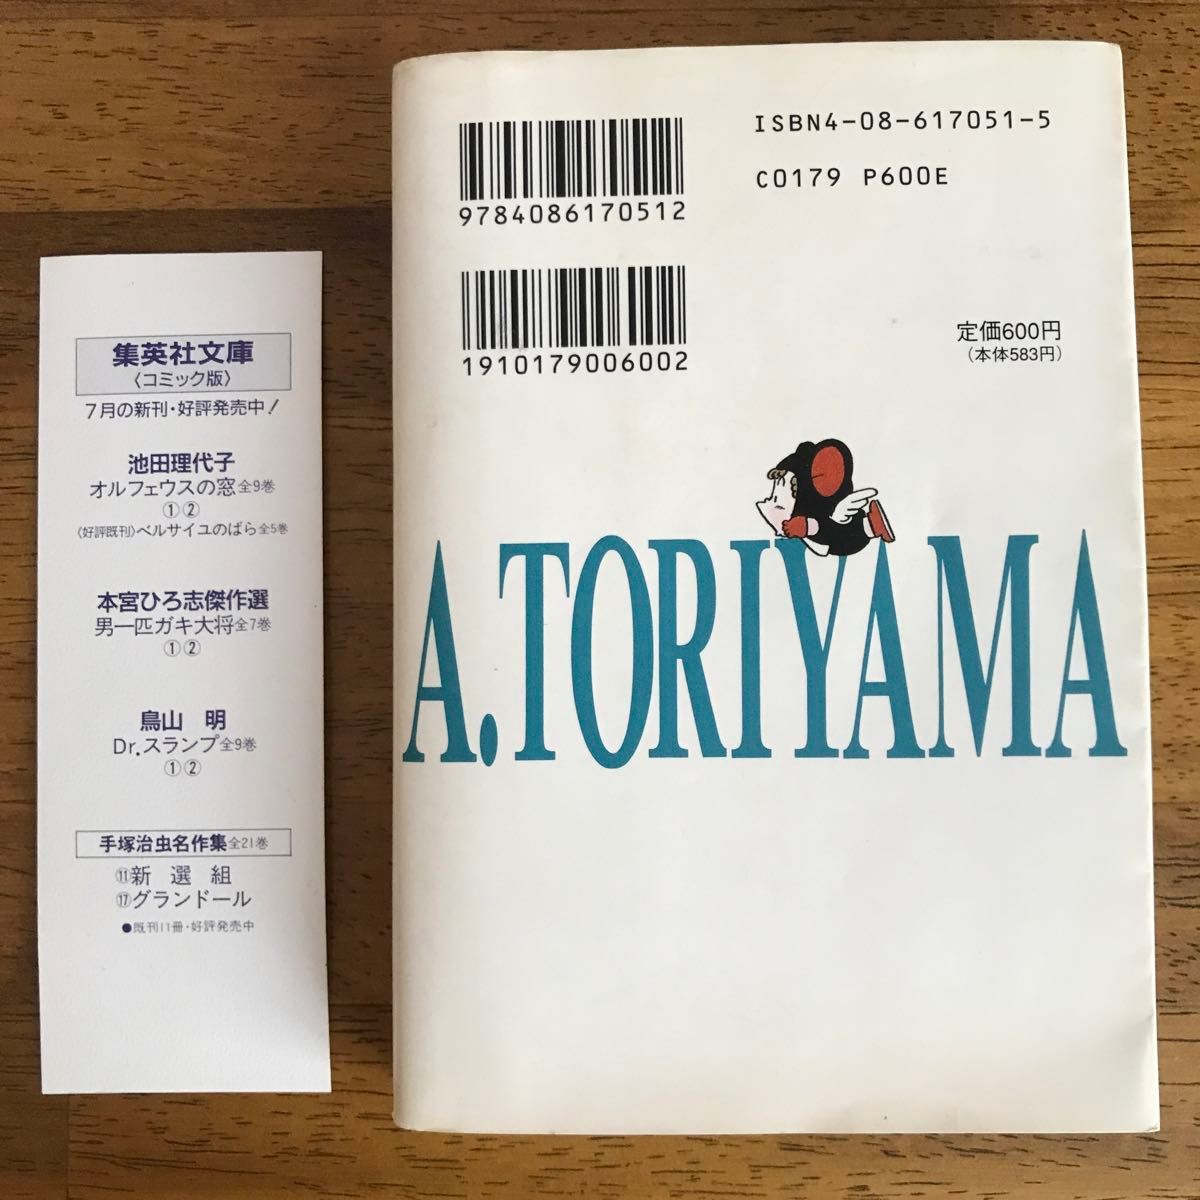 集英社文庫
〈コミック版〉
7月の新刊・好評発売中!
池田理代子
オルフェウスの窓全9巻
①②
〈好評既刊〉ベルサイユのばら全5巻
本宮ひろ志傑作選
男一匹ガキ大将全7巻
①②
鳥山 明
Dr.スランプ全9巻
①②
手塚治虫名作集全21巻
⑪新選組
⑰グランドール
●既刊11冊・好評発売中
9784086170512
ISBN4-08-617051-5
C0179 P600E
1910179006002
定価600円
(本体583円)
A.TORIYAMA